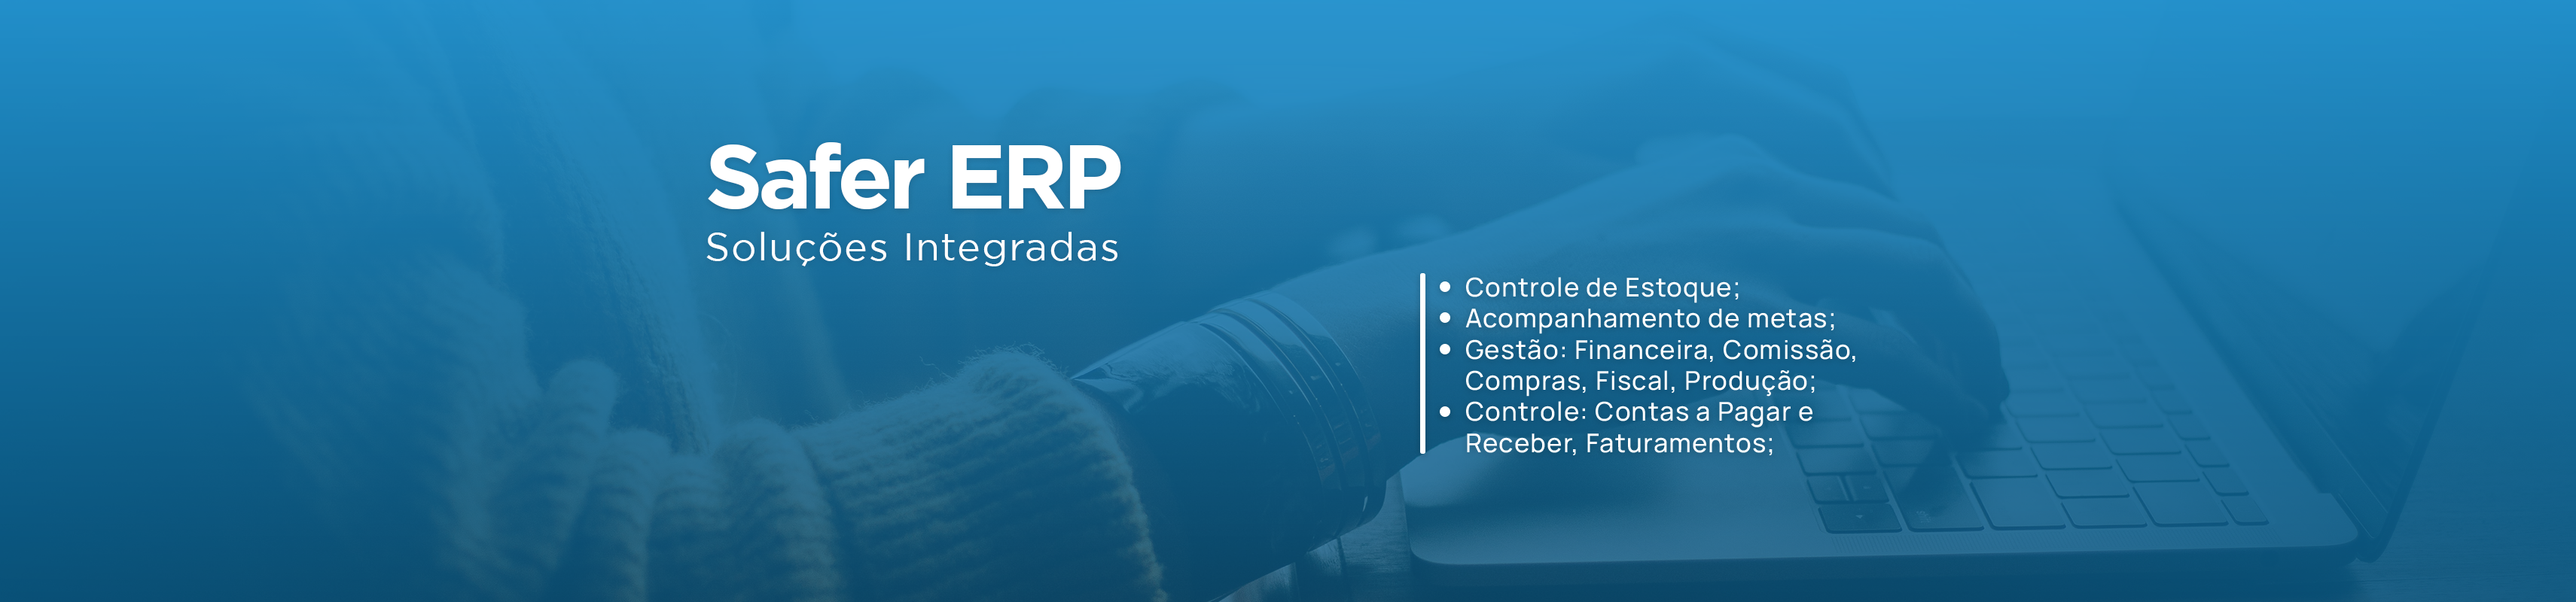 Safer ERP
Soluções Integradas
• Controle de Estoque;
• Acompanhamento de metas;
• Gestão: Financeira, Comissão,
Compras, Fiscal, Produção;
• Controle: Contas a Pagar e
Receber, Faturamentos;